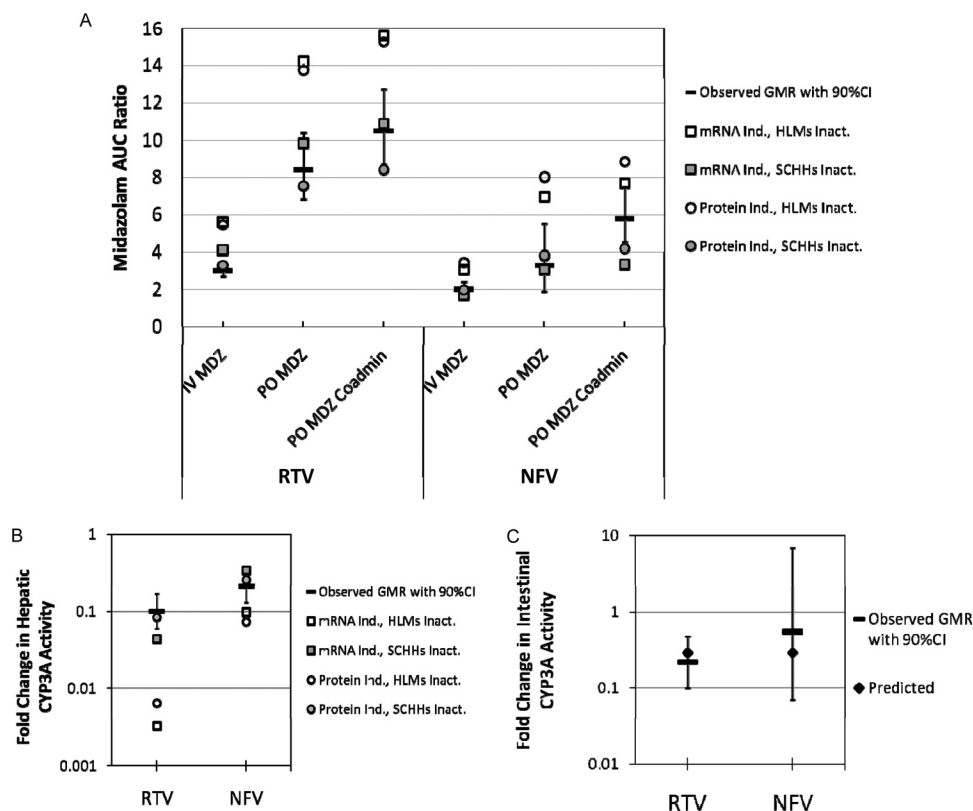 A
Midazolam AUC Ratio
16
14
12
10
8
6
4
2
0
IV MDZ
PO MDZ
PO MDZ Coadmin
IV MDZ
PO MDZ
PO MDZ Coadmin
RTV
NFV
Observed GMR with 90%CI
mRNA Ind., HLMs Inact.
mRNA Ind., SCHHs Inact.
Protein Ind., HLMs Inact.
Protein Ind., SCHHs Inact.
B
Fold Change in Hepatic
CYP3A Activity
1
0.1
0.01
0.001
RTV
NFV
Observed GMR with 90%CI
mRNA Ind., HLMs Inact.
mRNA Ind., SCHHs Inact.
Protein Ind., HLMs Inact.
Protein Ind., SCHHs Inact.
C
Fold Change in Intestinal
CYP3A Activity
10
1
0.1
0.01
RTV
NFV
Observed GMR
with 90%CI
Predicted